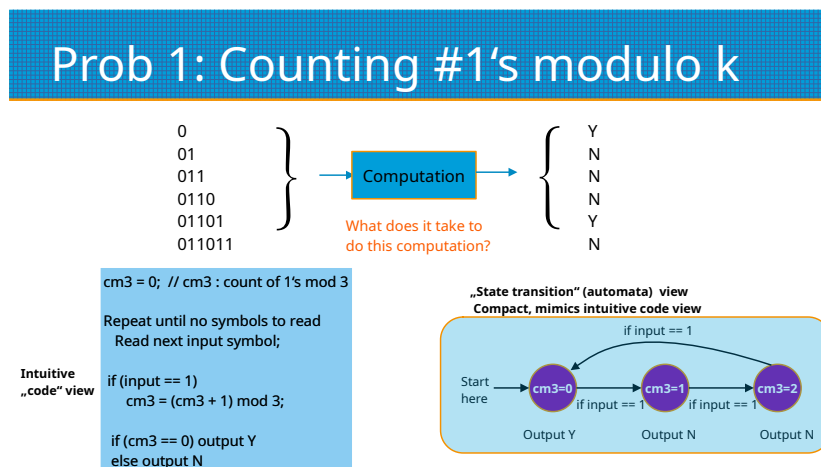 Prob 1: Counting #1‘s modulo k
0
01
011
0110
01101
011011
Computation
What does it take to
do this computation?
Y
N
N
N
Y
N
Intuitive
„code“ view
cm3 = 0; // cm3 : count of 1‘s mod 3
Repeat until no symbols to read
Read next input symbol;
if (input == 1)
cm3 = (cm3 + 1) mod 3;
if (cm3 == 0) output Y
else output N
„State transition“ (automata) view
Compact, mimics intuitive code view
if input == 1
Start
here
cm3=0
cm3=1
cm3=2
if input == 1
if input == 1
Output Y
Output N
Output N